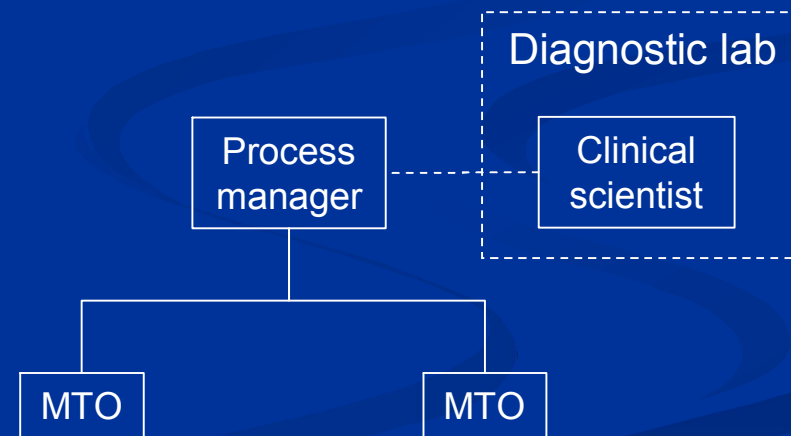 Diagnostic lab
Process
manager
Clinical
scientist
MTO
MTO